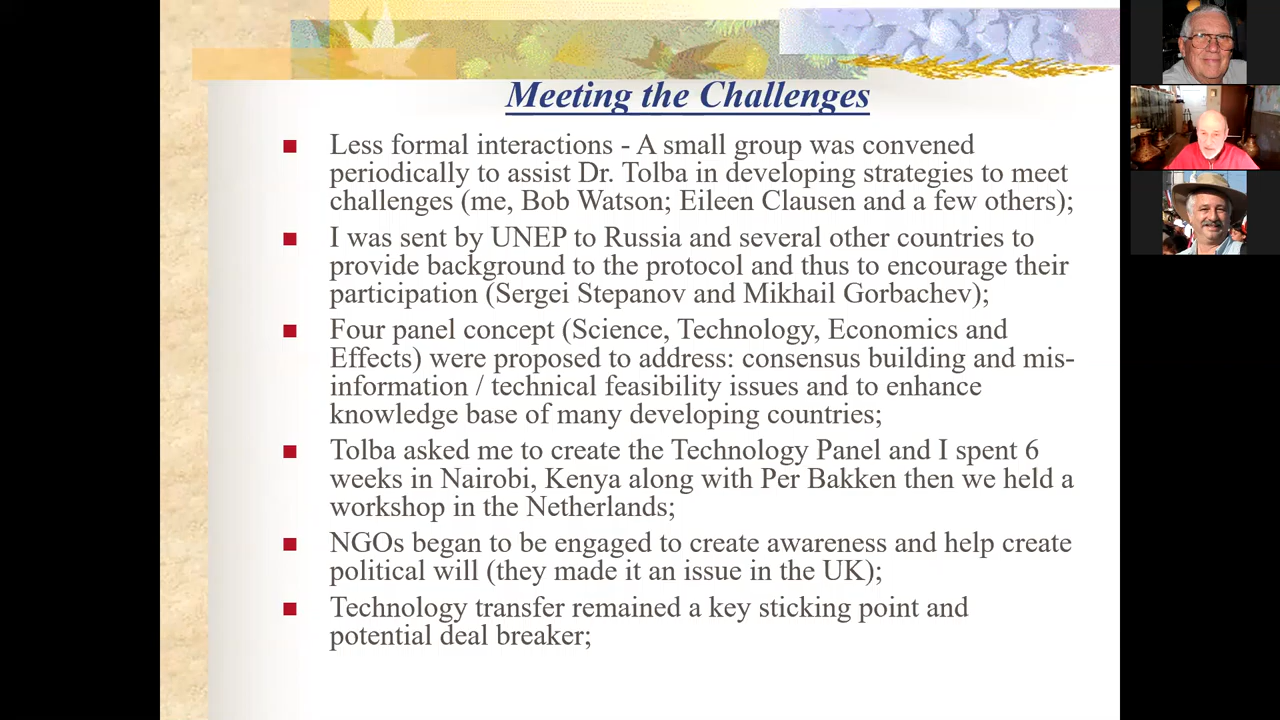 Meeting the Challenges
Less formal interactions - A small group was convened
periodically to assist Dr. Tolba in developing strategies to meet
challenges (me, Bob Watson; Eileen Clausen and a few others);
I was sent by UNEP to Russia and several other countries to
provide background to the protocol and thus to encourage their
participation (Sergei Stepanov and Mikhail Gorbachev);
Four panel concept (Science, Technology, Economics and
Effects) were proposed to address: consensus building and mis-
information / technical feasibility issues and to enhance
knowledge base of many developing countries;
Tolba asked me to create the Technology Panel and I spent 6
weeks in Nairobi, Kenya along with Per Bakken then we held a
workshop in the Netherlands;
NGOs began to be engaged to create awareness and help create
political will (they made it an issue in the UK);
Technology transfer remained a key sticking point and
potential deal breaker;